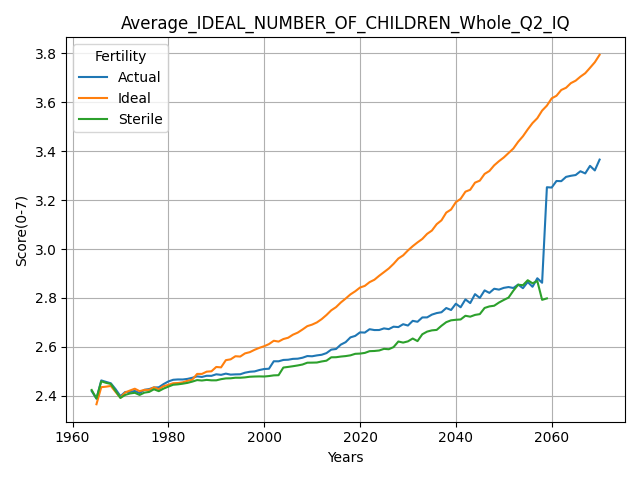 Average_IDEAL_NUMBER_OF_CHILDREN_Whole_Q2_IQ
Fertility
Actual
Ideal
Sterile
Score(0-7)
3.8
3.6
3.4
3.2
3.0
2.8
2.6
2.4
1960 1980 2000 2020 2040 2060
Years